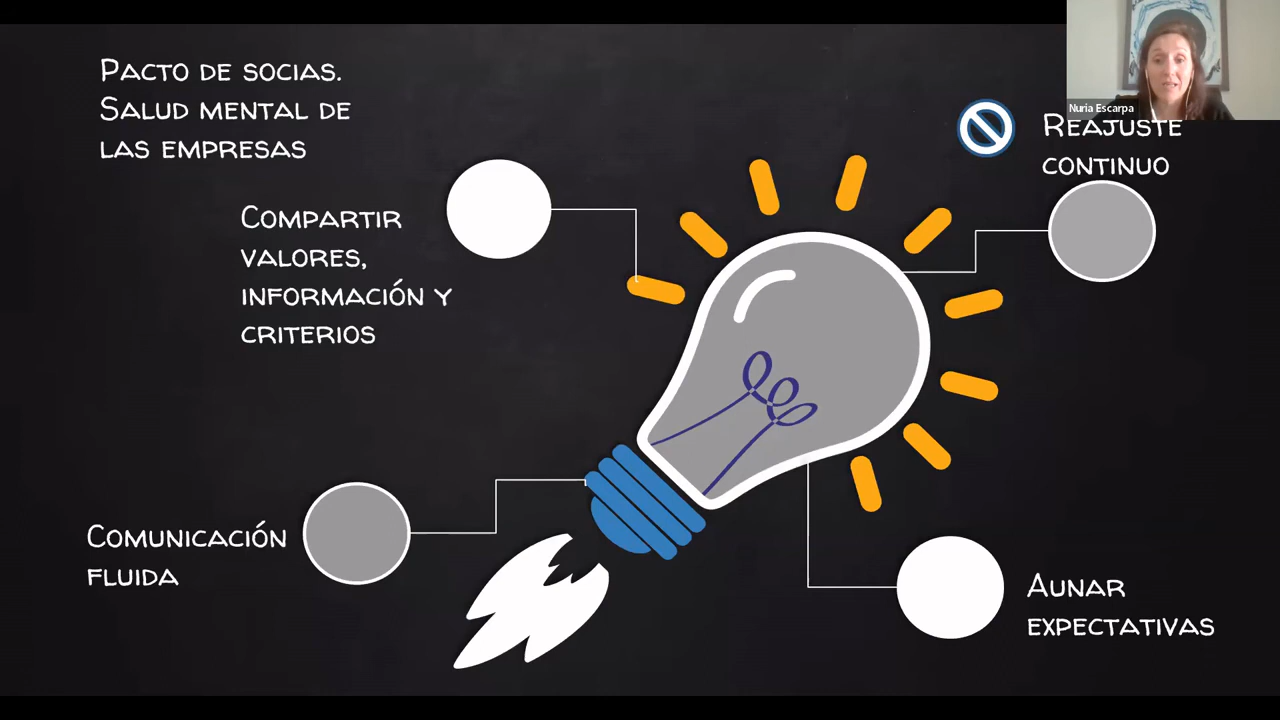 Pacto de socias.
Salud mental de
las empresas
Nuria Escarpa
Reajuste
continuo
Compartir
valores,
información y
criterios
Comunicación
fluida
Aunar
expectativas